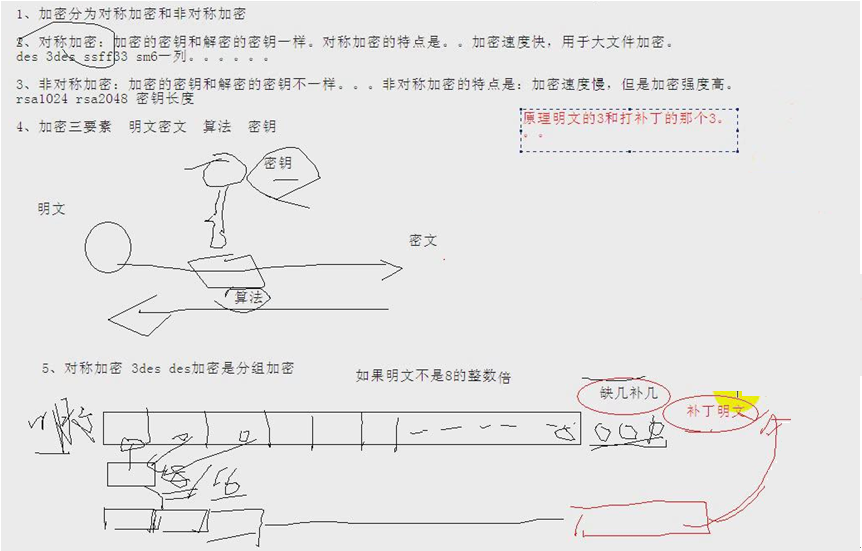 1、加密分为对称加密和非对称加密
2、对称加密：加密的密钥和解密的密钥一样。对称加密的特点是。。加密速度快，用于大文件加密。
des 3des ssff33 sm6一列。。。。。。
3、非对称加密：加密的密钥和解密的密钥不一样。。。非对称加密的特点是：加密速度慢，但是加密强度高。
rsa1024 rsa2048 密钥长度
4、加密三要素 明文密文 算法 密钥
原理明文的3和打补丁的那个3。
。。
密钥
明文
密文
算法
5、对称加密 3des des加密是分组加密
如果明文不是8的整数倍
缺几补几
补丁明文
8/16